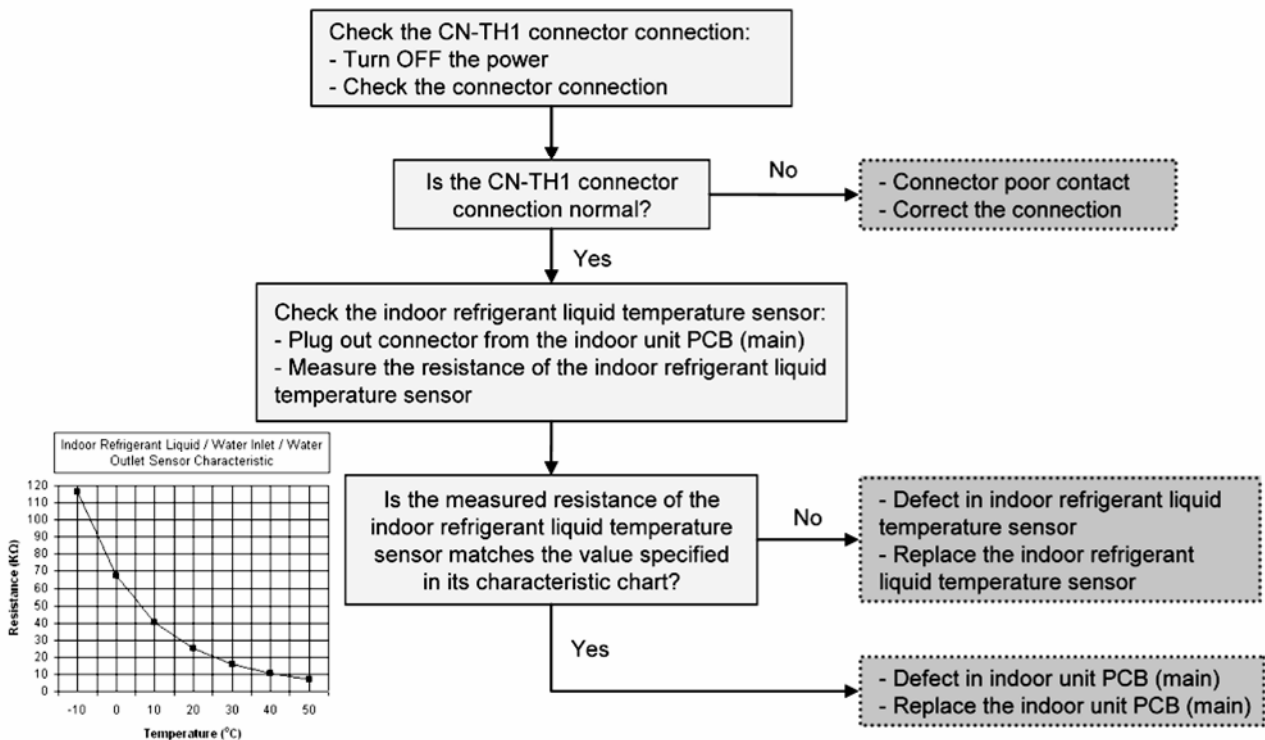 Check the CN-TH1 connector connection:
- Turn OFF the power
- Check the connector connection
Is the CN-TH1 connector
connection normal?
No
- Connector poor contact
- Correct the connection
Yes
Check the indoor refrigerant liquid temperature sensor:
- Plug out connector from the indoor unit PCB (main)
- Measure the resistance of the indoor refrigerant liquid
temperature sensor
Indoor Refrigerant Liquid / Water Inlet / Water
Outlet Sensor Characteristic
Resistance (KΩ)
120
110
100
90
80
70
60
50
40
30
20
10
0
-10 0 10 20 30 40 50
Temperature (°C)
Is the measured resistance of the
indoor refrigerant liquid temperature
sensor matches the value specified
in its characteristic chart?
No
- Defect in indoor refrigerant liquid
temperature sensor
- Replace the indoor refrigerant
liquid temperature sensor
Yes
- Defect in indoor unit PCB (main)
- Replace the indoor unit PCB (main)